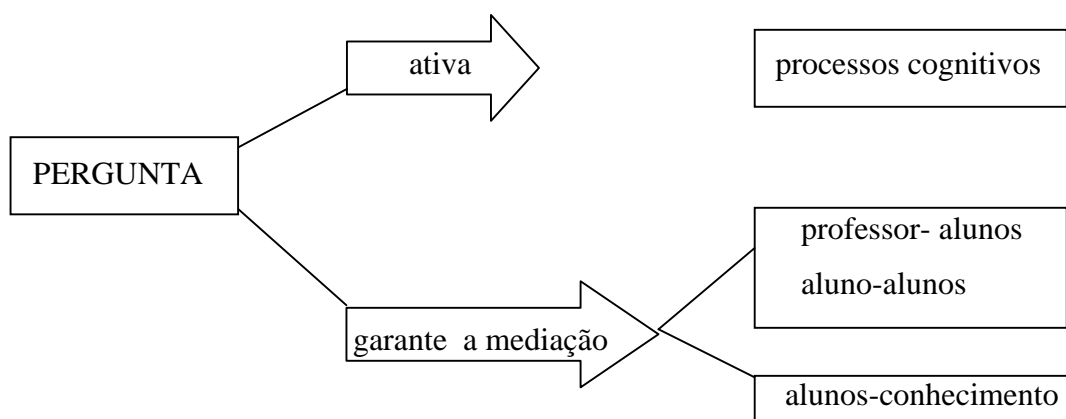 ativa
processos cognitivos
PERGUNTA
professor- alunos
aluno-alunos
garante a mediação
alunos-conhecimento